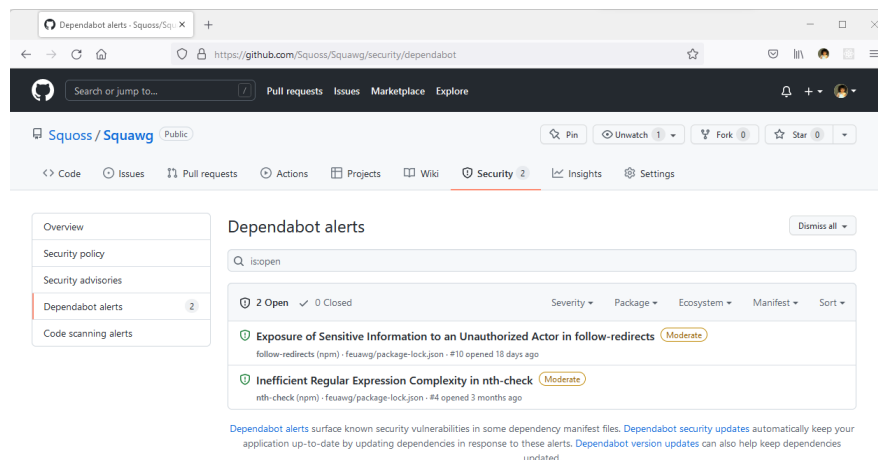 Dependabot alerts - Squoss/Squ
https://github.com/Squoss/Squawg/security/dependabot
Search or jump to... / Pull requests Issues Marketplace Explore
Squoss / Squawg Public Pin Unwatch 1 Fork 0 Star 0
Code Issues Pull requests Actions Projects Wiki Security 2 Insights Settings
Overview
Security policy
Security advisories
Dependabot alerts 2
Code scanning alerts
Dependabot alerts Dismiss all
is:open
2 Open 0 Closed Severity Package Ecosystem Manifest Sort
Exposure of Sensitive Information to an Unauthorized Actor in follow-redirects Moderate
follow-redirects (npm) · feuawg/package-lock.json · #10 opened 18 days ago
Inefficient Regular Expression Complexity in nth-check Moderate
nth-check (npm) · feuawg/package-lock.json · #4 opened 3 months ago
Dependabot alerts surface known security vulnerabilities in some dependency manifest files. Dependabot security updates automatically keep your
application up-to-date by updating dependencies in response to these alerts. Dependabot version updates can also help keep dependencies
updated